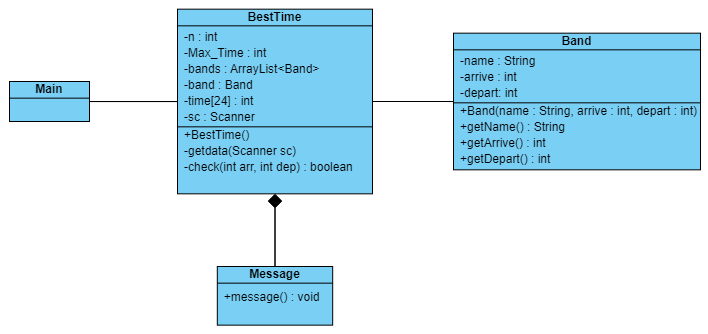 Main
BestTime
-n : int
-Max_Time : int
-bands : ArrayList<Band>
-band : Band
-time[24] : int
-sc : Scanner
+BestTime()
-getdata(Scanner sc)
-check(int arr, int dep) : boolean
Band
-name : String
-arrive : int
-depart: int
+Band(name : String, arrive : int, depart : int)
+getName() : String
+getArrive() : int
+getDepart() : int
Message
+message() : void